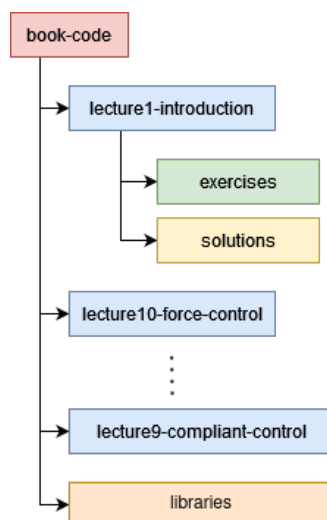 book-code
lecture1-introduction
exercises
solutions
lecture10-force-control
lecture9-compliant-control
libraries